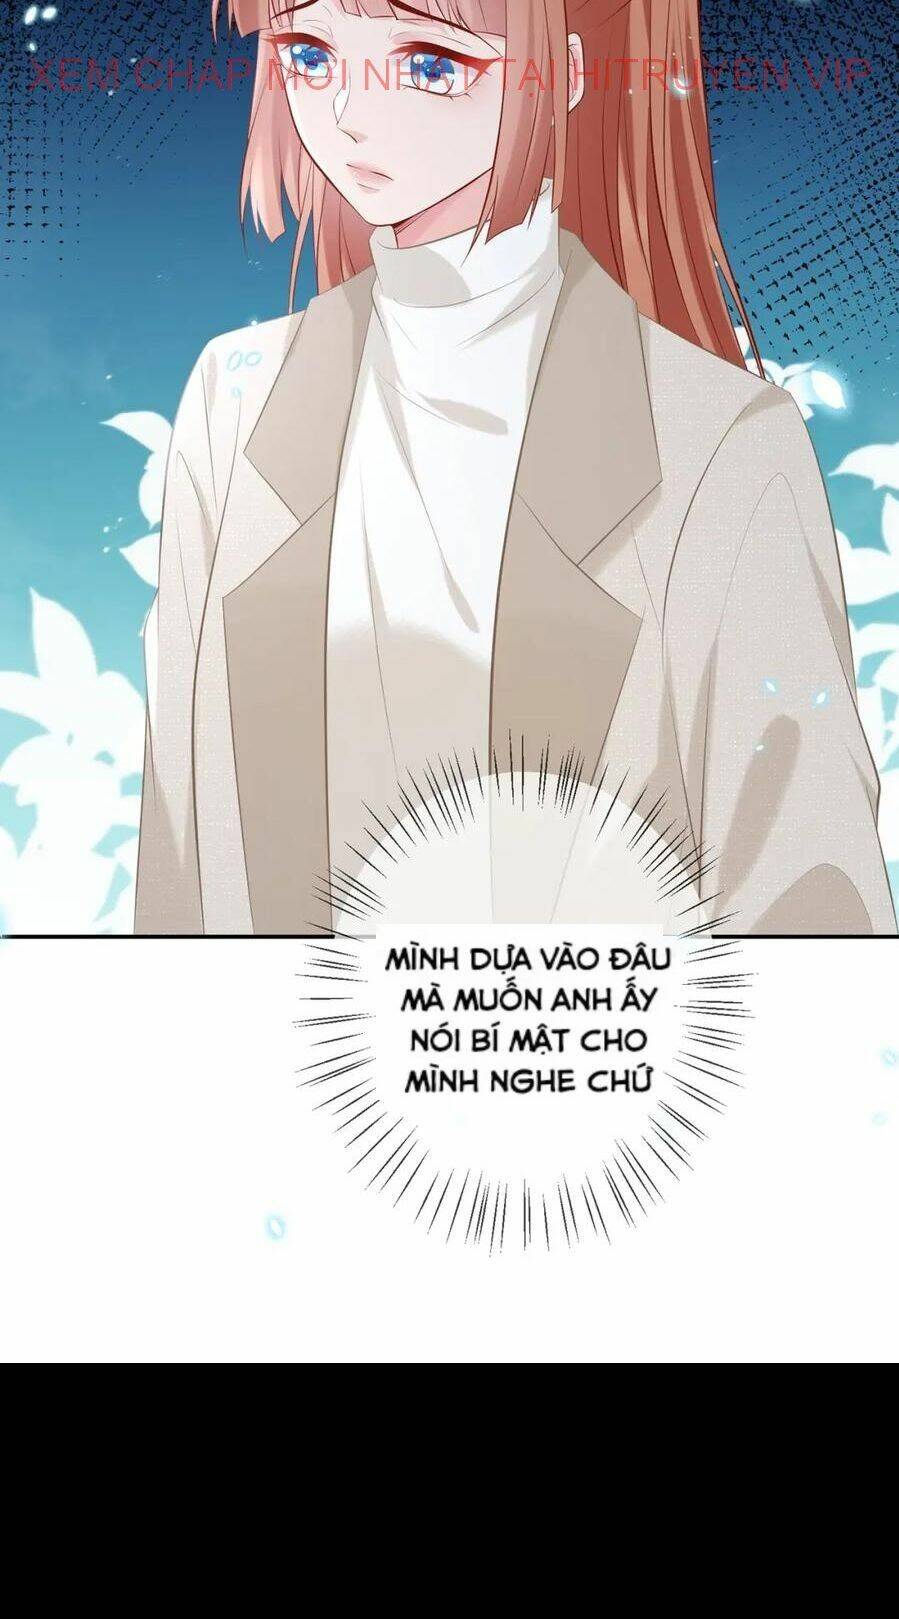 XEM CHAP MỚI NHẤT TẠI HITRUYEN.VIP
MÌNH DỰA VÀO ĐÂU
MÀ MUỐN ANH ẤY
NÓI BÍ MẬT CHO
MÌNH NGHE CHỨ